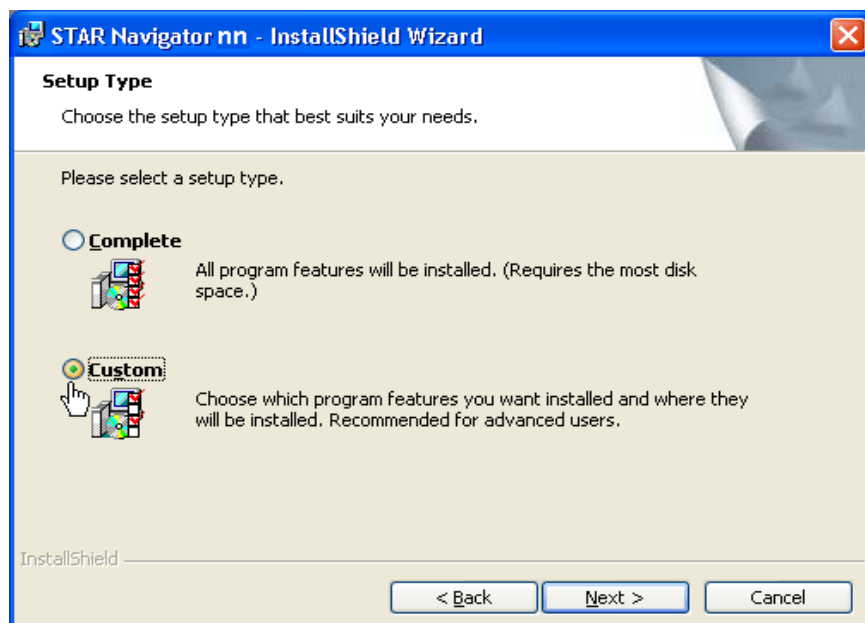 STAR Navigator nn - InstallShield Wizard
Setup Type
Choose the setup type that best suits your needs.
Please select a setup type.
Complete
All program features will be installed. (Requires the most disk
space.)
Custom
Choose which program features you want installed and where they
will be installed. Recommended for advanced users.
InstallShield
< Back Next > Cancel